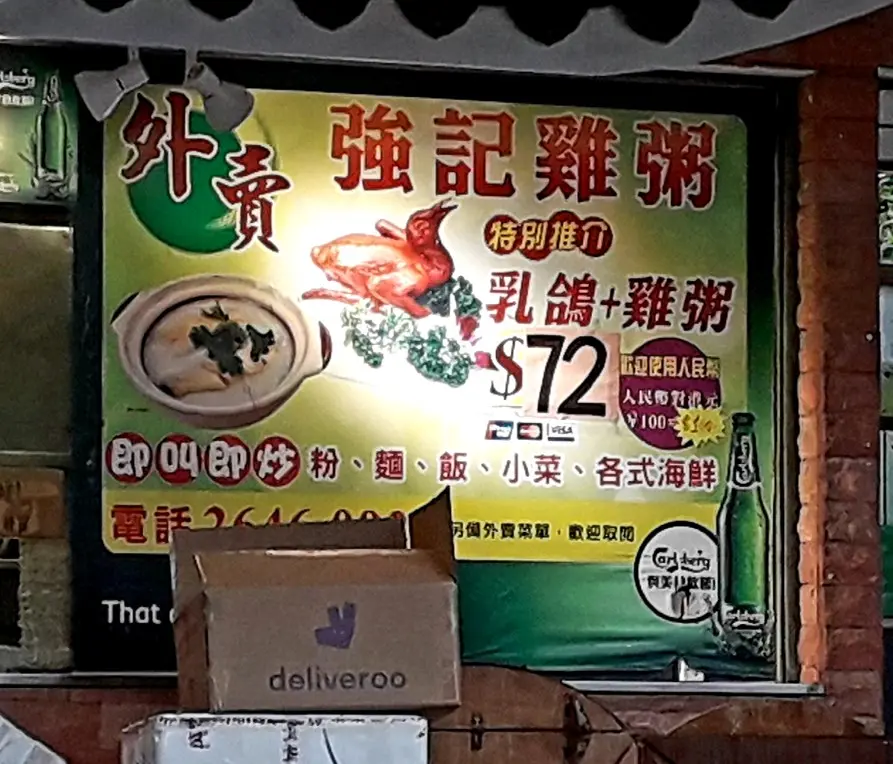 外賣
強記雞粥
特別推介
乳鴿+雞粥
$72
歡迎使用人民幣
人民幣對港元
¥100=
VISA
即叫即炒 粉、麵、飯、小菜、各式海鮮
電話 2646
另備外賣菜單，歡迎取閱
Carlsberg
Carlsberg
That
deliveroo